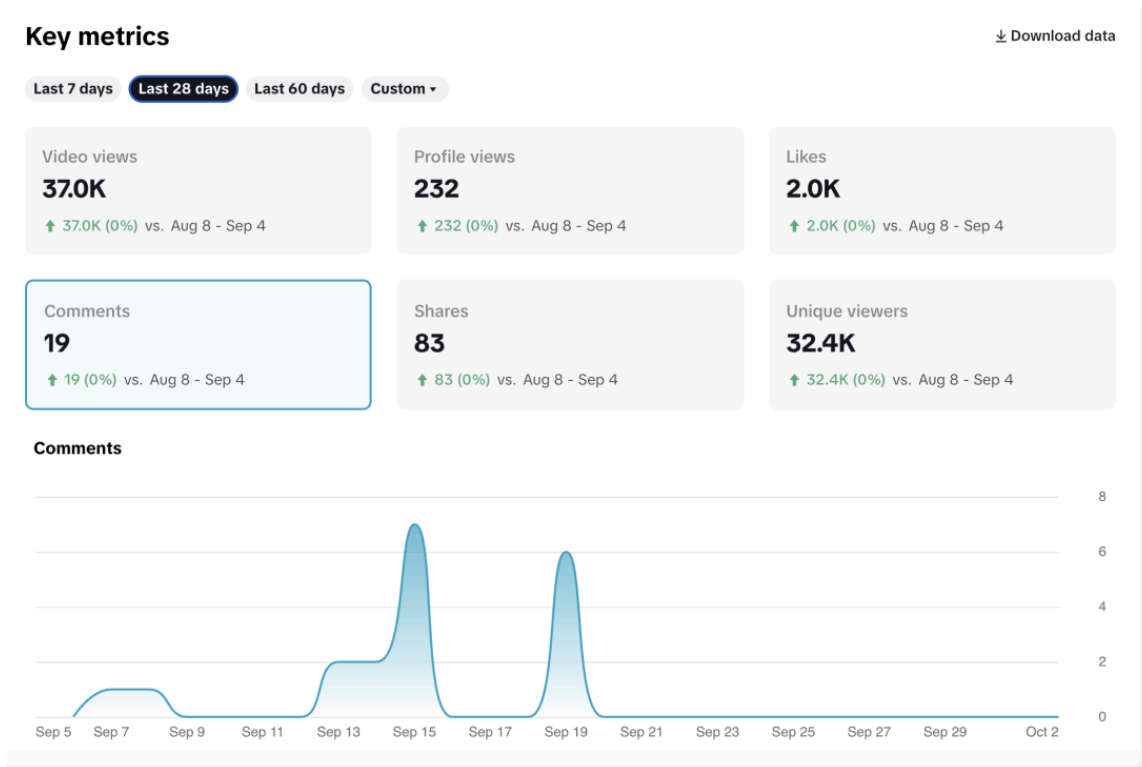 Key metrics
Download data
Last 7 days Last 28 days Last 60 days Custom
Video views
37.0K
37.0K (0%) vs. Aug 8 - Sep 4
Profile views
232
232 (0%) vs. Aug 8 - Sep 4
Likes
2.0K
2.0K (0%) vs. Aug 8 - Sep 4
Comments
19
19 (0%) vs. Aug 8 - Sep 4
Shares
83
83 (0%) vs. Aug 8 - Sep 4
Unique viewers
32.4K
32.4K (0%) vs. Aug 8 - Sep 4
Comments
8
6
4
2
0
Sep 5 Sep 7 Sep 9 Sep 11 Sep 13 Sep 15 Sep 17 Sep 19 Sep 21 Sep 23 Sep 25 Sep 27 Sep 29 Oct 2